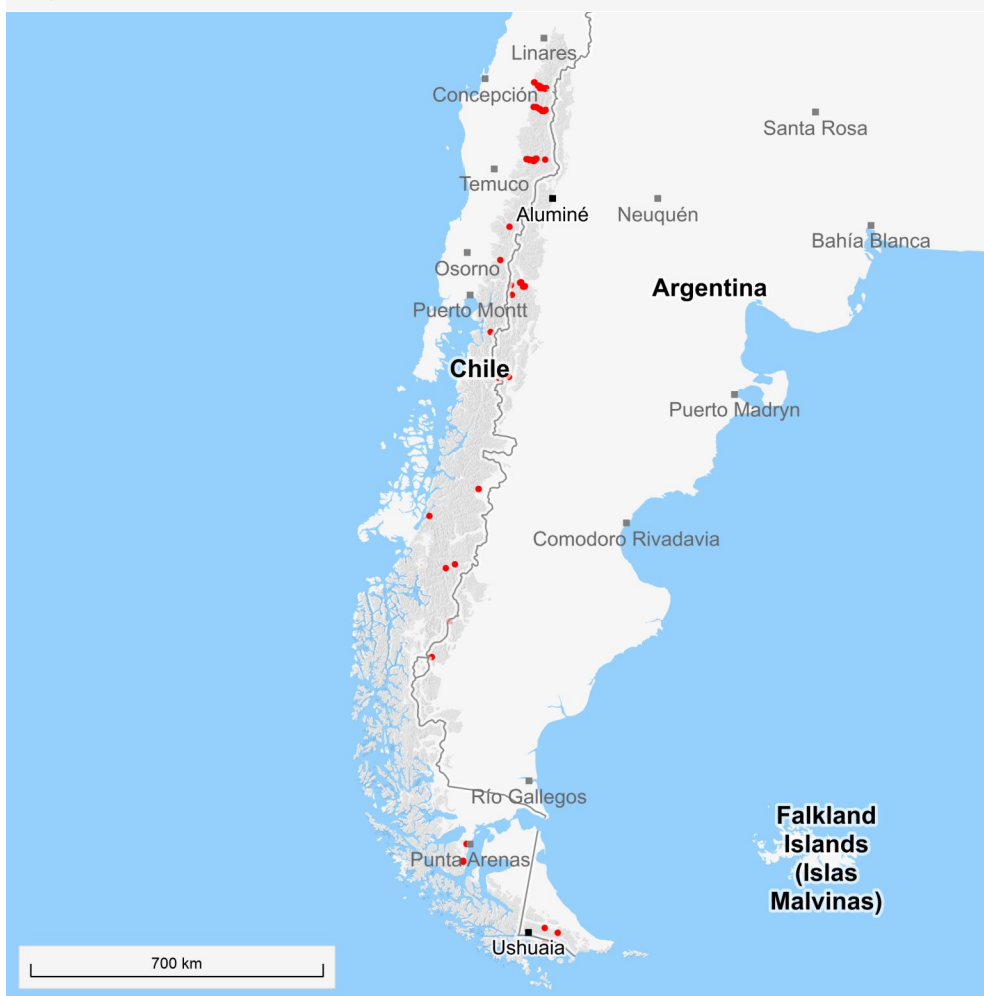 Linares
Concepción
Santa Rosa
Temuco
Aluminé
Neuquén
Bahía Blanca
Osorno
Argentina
Puerto Montt
Chile
Puerto Madryn
Comodoro Rivadavia
Río Gallegos
Falkland
Islands
(Islas
Malvinas)
Punta Arenas
Ushuaia
700 km